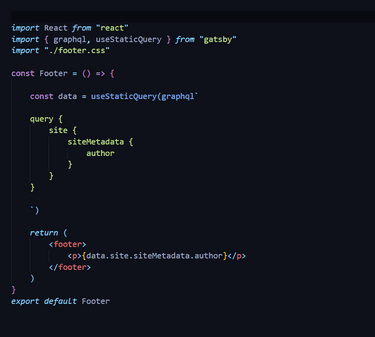 import React from "react"
import { graphql, useStaticQuery } from "gatsby"
import "./footer.css"

const Footer = () => {

    const data = useStaticQuery(graphql`

    query {
        site {
            siteMetadata {
                author
            }
        }
    }

    `)

    return (
        <footer>
            <p>{data.site.siteMetadata.author}</p>
        </footer>
    )
}
export default Footer